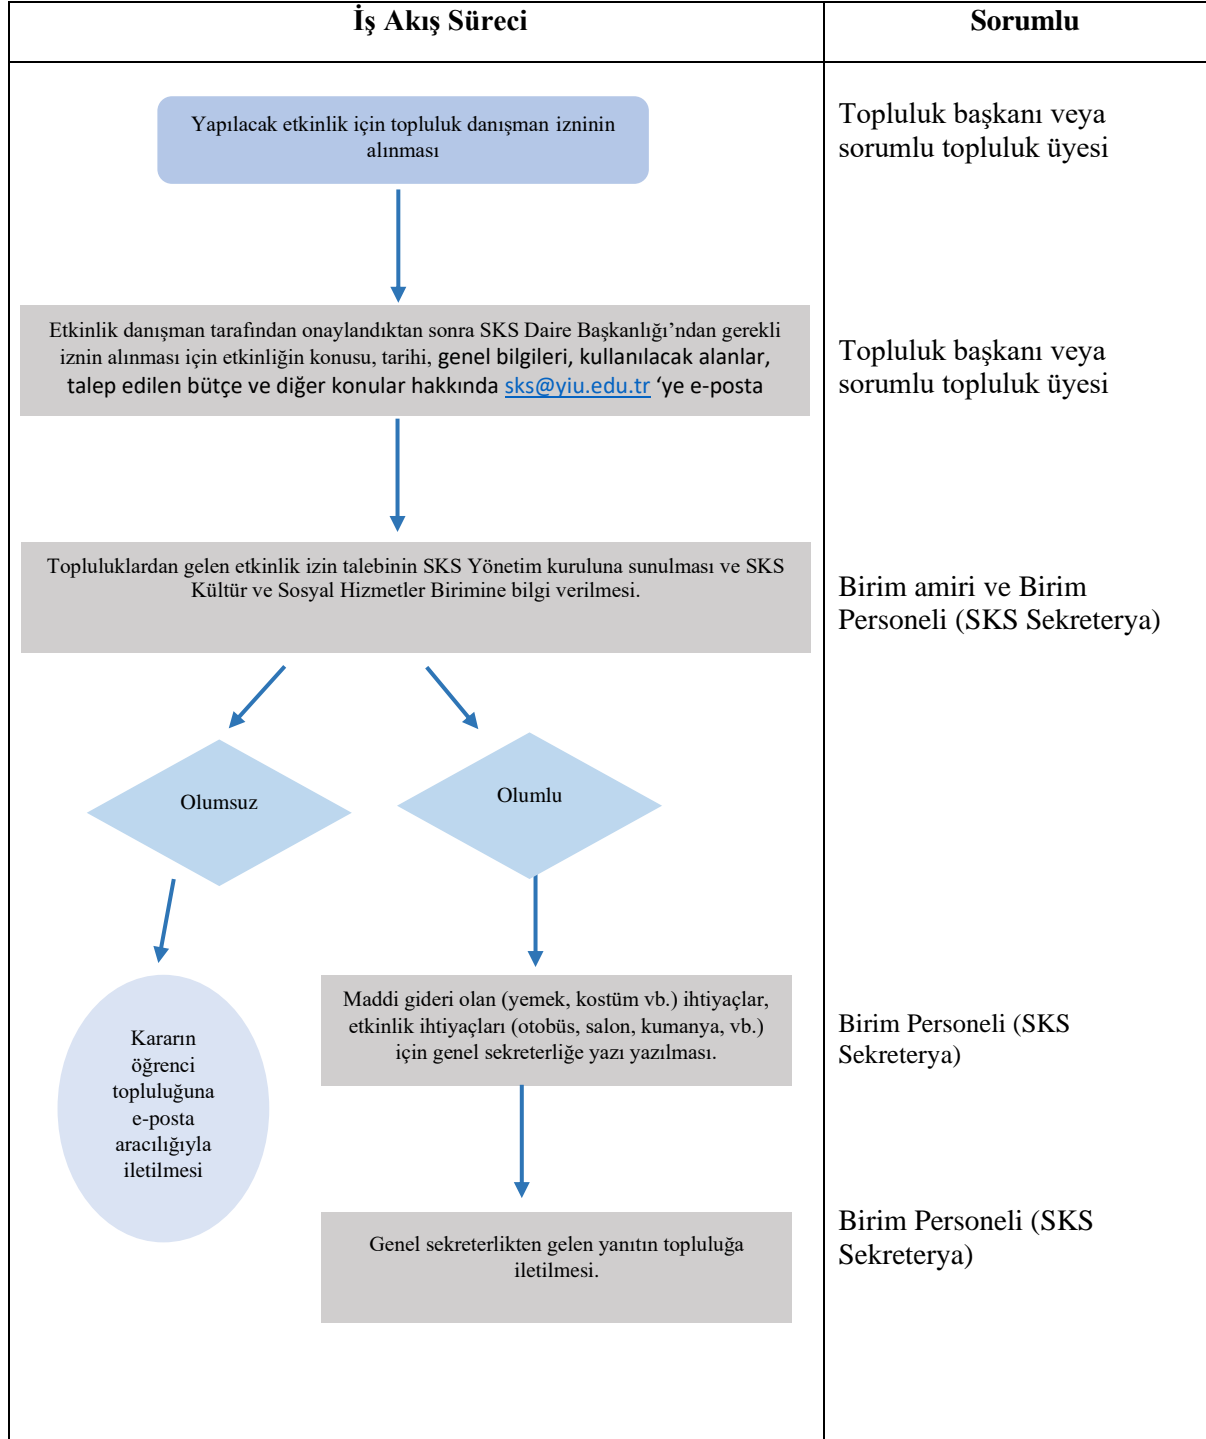 İş Akış Süreci
Sorumlu
Yapılacak etkinlik için topluluk danışman izninin
alınması
Topluluk başkanı veya
sorumlu topluluk üyesi
Etkinlik danışman tarafından onaylandıktan sonra SKS Daire Başkanlığı’ndan gerekli
iznin alınması için etkinliğin konusu, tarihi, genel bilgileri, kullanılacak alanlar,
talep edilen bütçe ve diğer konular hakkında sks@yiu.edu.tr ‘ye e-posta
Topluluk başkanı veya
sorumlu topluluk üyesi
Topluluklardan gelen etkinlik izin talebinin SKS Yönetim kuruluna sunulması ve SKS
Kültür ve Sosyal Hizmetler Birimine bilgi verilmesi.
Birim amiri ve Birim
Personeli (SKS Sekreterya)
Olumsuz
Olumlu
Kararın
öğrenci
topluluğuna
e-posta
aracılığıyla
iletilmesi
Maddi gideri olan (yemek, kostüm vb.) ihtiyaçlar,
etkinlik ihtiyaçları (otobüs, salon, kumanya, vb.)
için genel sekreterliğe yazı yazılması.
Birim Personeli (SKS
Sekreterya)
Genel sekreterlikten gelen yanıtın topluluğa
iletilmesi.
Birim Personeli (SKS
Sekreterya)